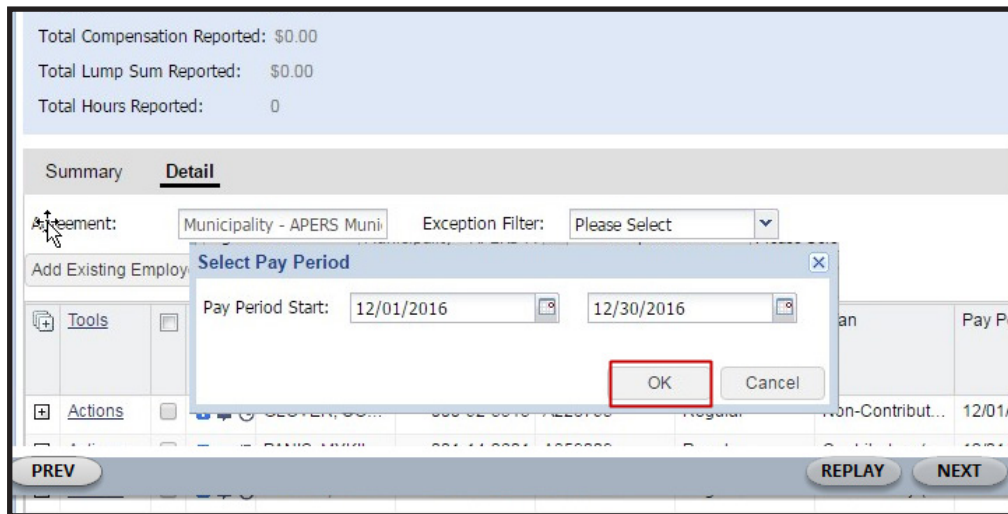 Total Compensation Reported: $0.00
Total Lump Sum Reported: $0.00
Total Hours Reported: 0
Summary Detail
Agreement: Municipality - APERS Muni Exception Filter: Please Select
Add Existing Employ
Select Pay Period
Pay Period Start: 12/01/2016 12/30/2016
Tools an Pay P
OK Cancel
Actions Regular Non-Contribut... 12/01/
PREV REPLAY NEXT